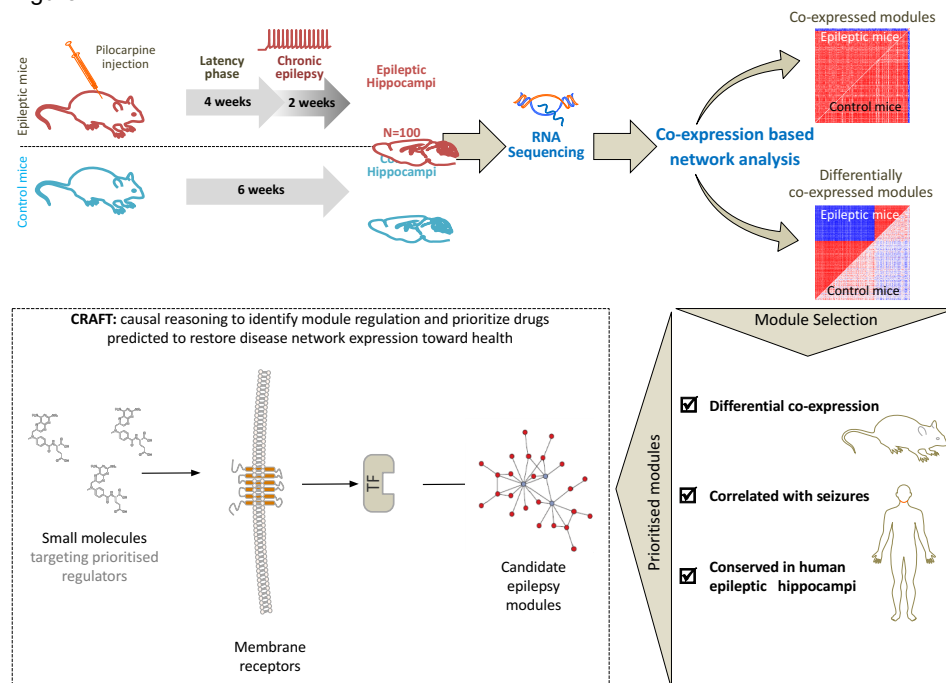 Epileptic mice
Pilocarpine
injection
Latency
phase
Chronic
epilepsy
4 weeks
2 weeks
Epileptic
Hippocampi
N=100
Control mice
6 weeks
Hippocampi
RNA
Sequencing
Co-expression based
network analysis
Co-expressed modules
Epileptic mice
Control mice
Differentially
co-expressed modules
Epileptic mice
Control mice
CRAFT: causal reasoning to identify module regulation and prioritize drugs
predicted to restore disease network expression toward health
Small molecules
targeting prioritised
regulators
Membrane
receptors
TF
Candidate
epilepsy
modules
Prioritised modules
Module Selection
Differential co-expression
Correlated with seizures
Conserved in human
epileptic hippocampi